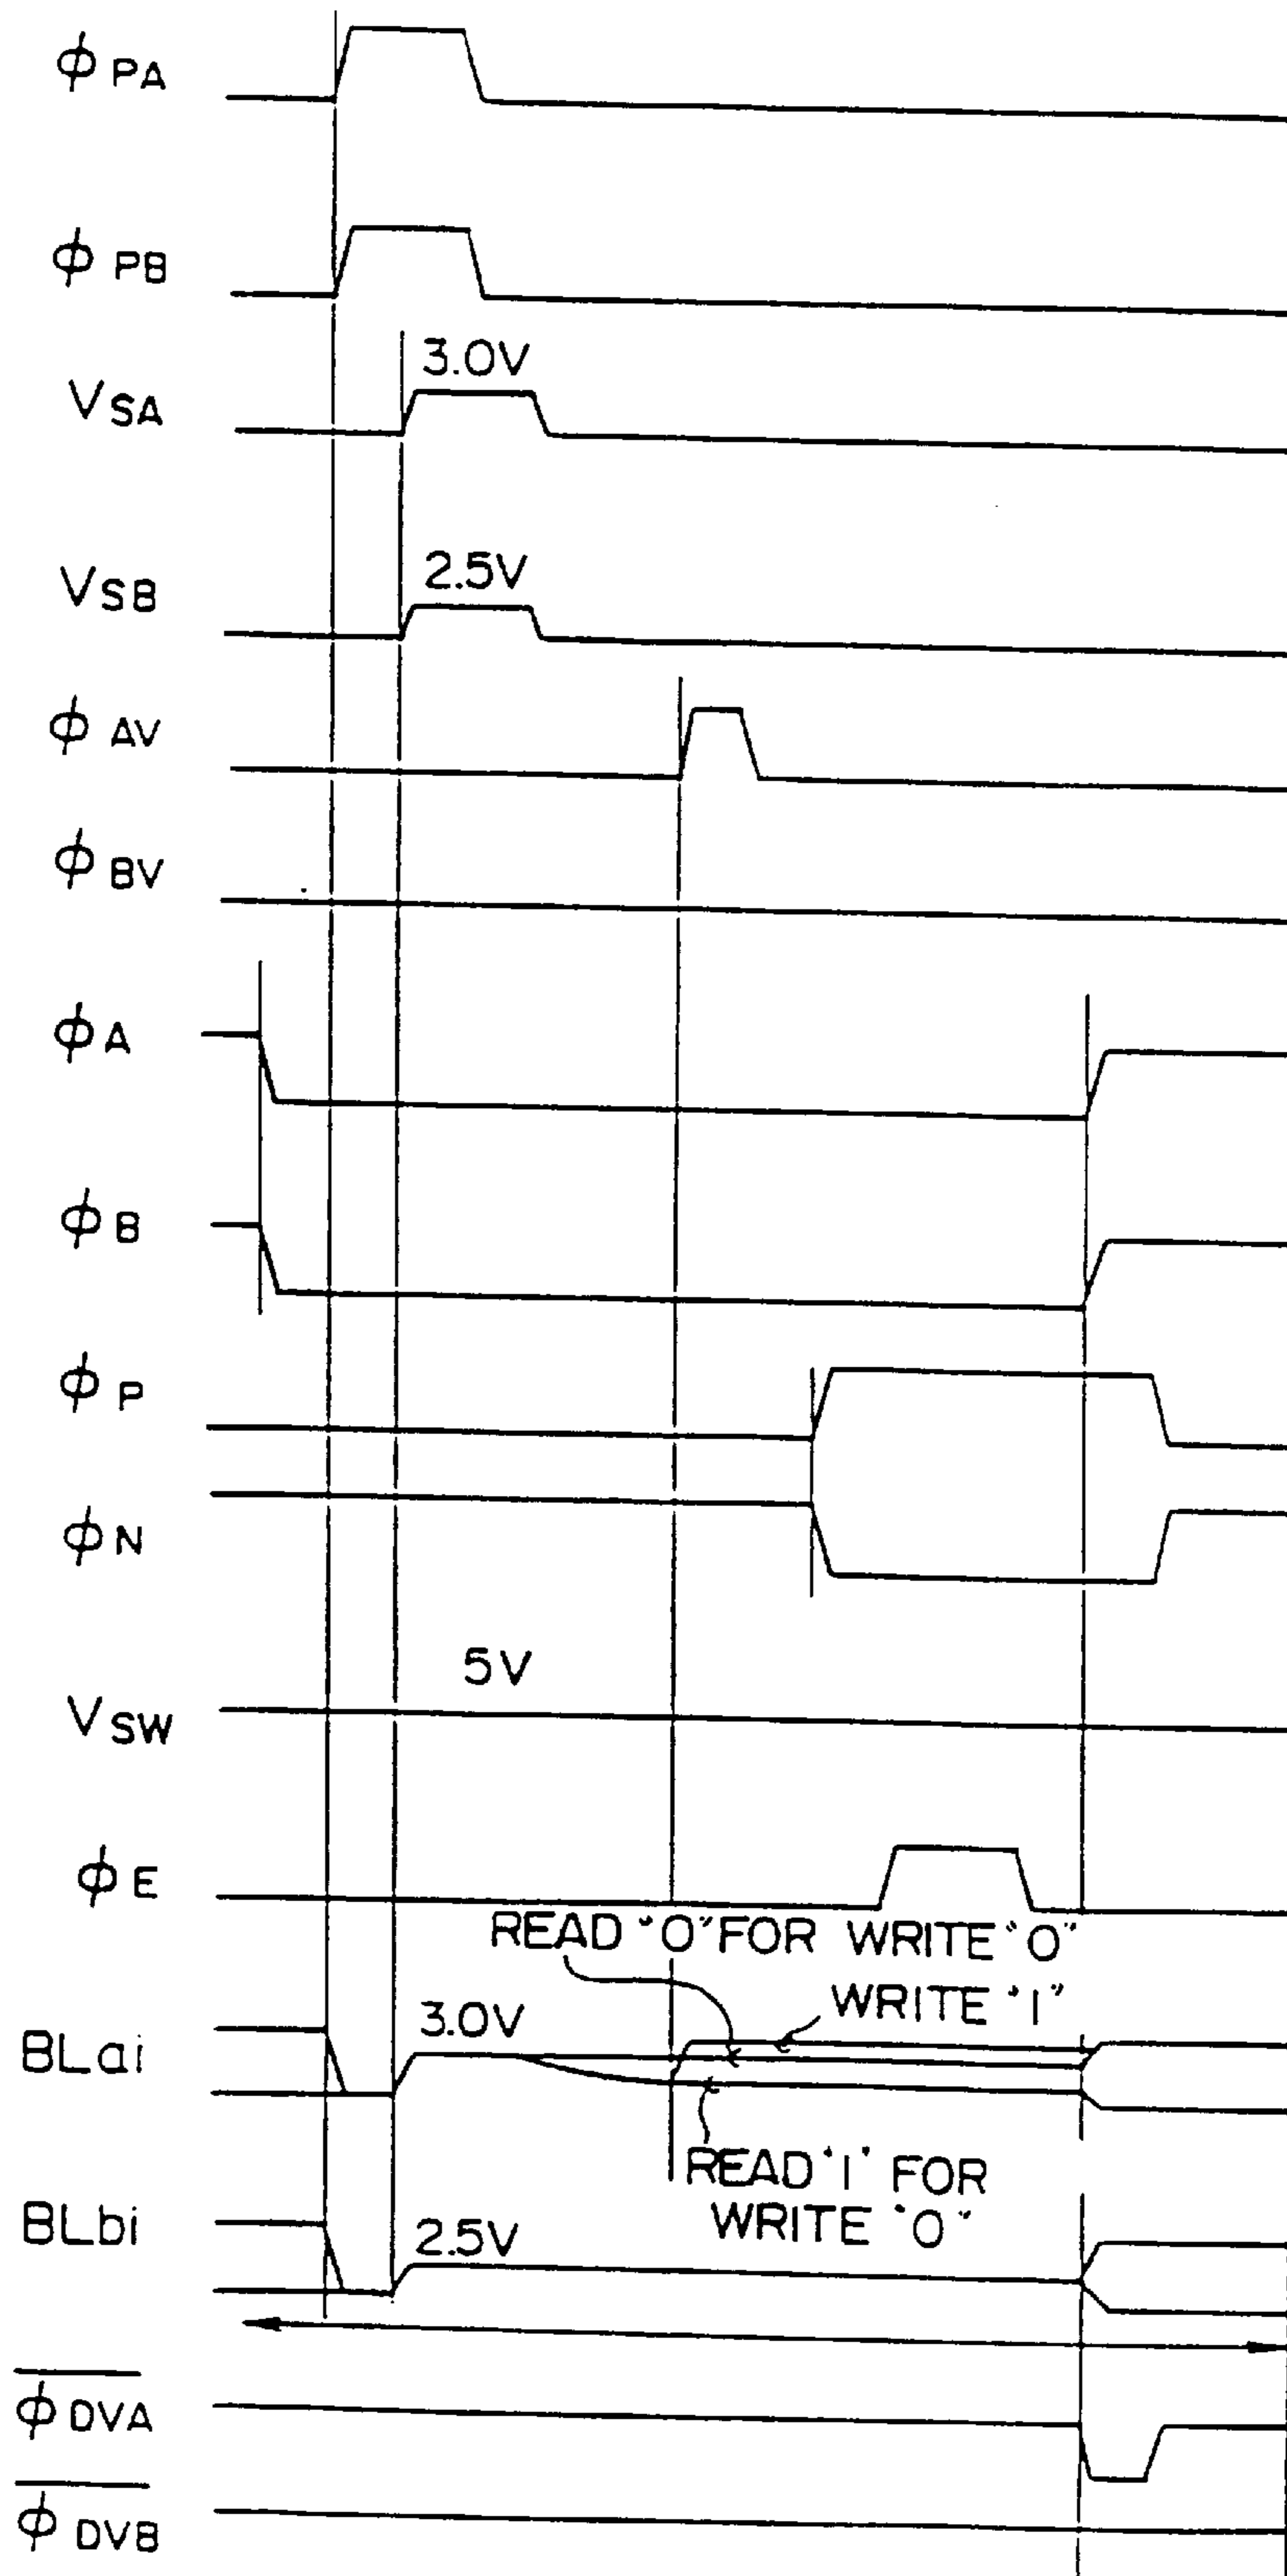 ϕ PA
ϕ PB
3.0V
VSA
2.5V
VSB
ϕ AV
ϕ BV
ϕ A
ϕ B
ϕ P
ϕ N
5V
VSW
ϕ E
READ "0" FOR WRITE "0"
WRITE "1"
3.0V
BLai
READ "1" FOR
WRITE "0"
BLbi
2.5V
ϕ DVA
ϕ DVB